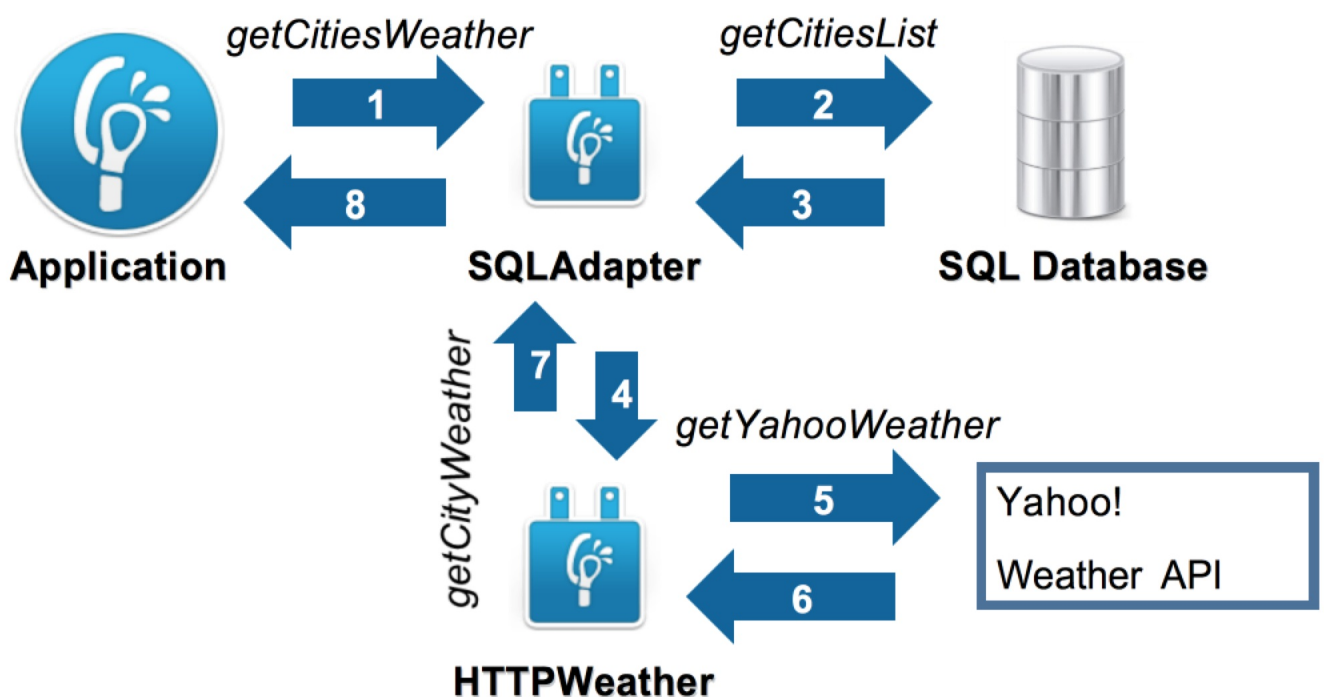 getCitiesWeather
getCitiesList
1
2
8
3
Application
SQLAdapter
SQL Database
getCityWeather
7
4
getYahooWeather
5
Yahoo!
Weather API
6
HTTPWeather